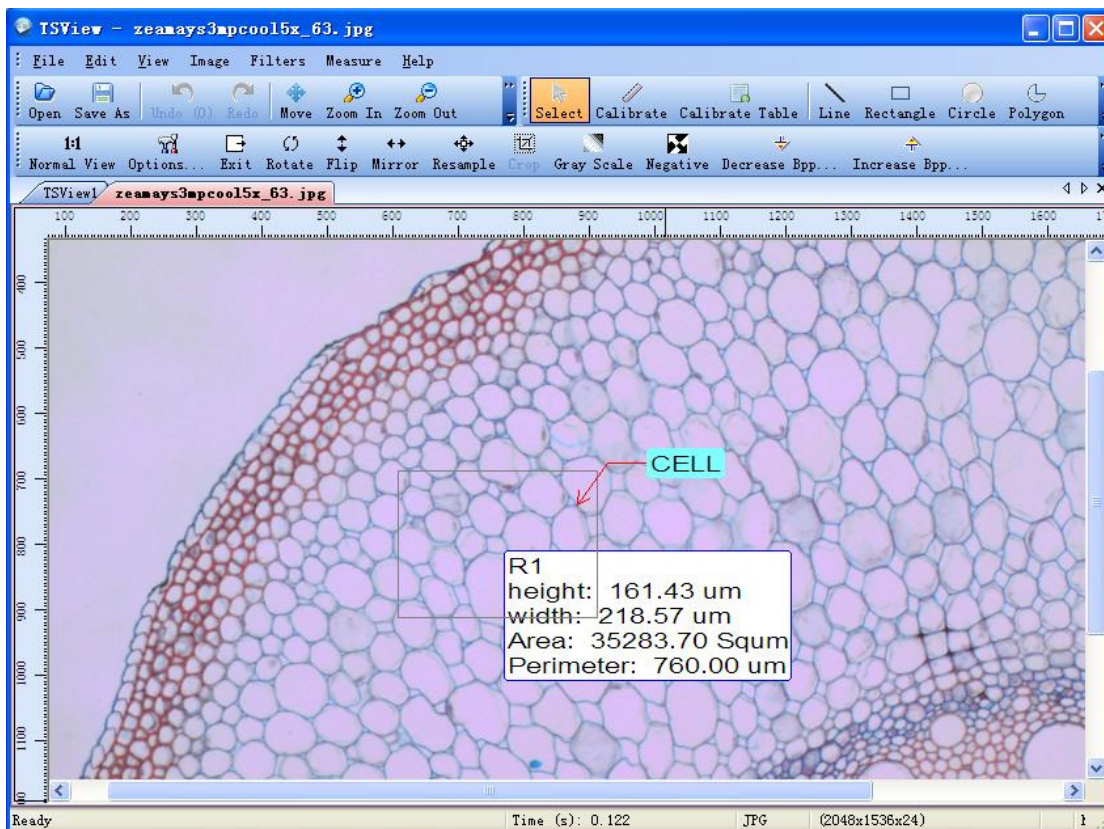 TSView - zeamays3mpcool5x_63.jpg
File Edit View Image Filters Measure Help
Open Save As Undo (0) Redo Move Zoom In Zoom Out Select Calibrate Calibrate Table Line Rectangle Circle Polygon
1:1
Normal View Options... Exit Rotate Flip Mirror Resample Crop Gray Scale Negative Decrease Bpp... Increase Bpp...
TSView1 zeamays3mpcool5x_63.jpg
100 200 300 400 500 600 700 800 900 1000 1100 1200 1300 1400 1500 1600
400
500
600
700
800
900
1000
1100
CELL
R1
height: 161.43 um
width: 218.57 um
Area: 35283.70 Squm
Perimeter: 760.00 um
Ready Time (s): 0.122 JPG (2048x1536x24)